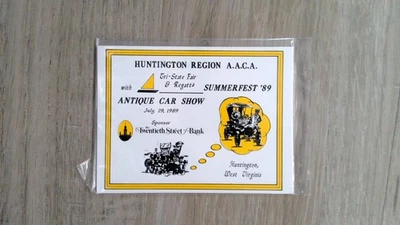 HUNTINGTON REGION A.A.C.A.
Tri-State Fair
& Regatta
with SUMMERFEST '89
ANTIQUE CAR SHOW
July 29, 1989
Sponsor
Twentieth Street Bank
Huntington,
West Virginia